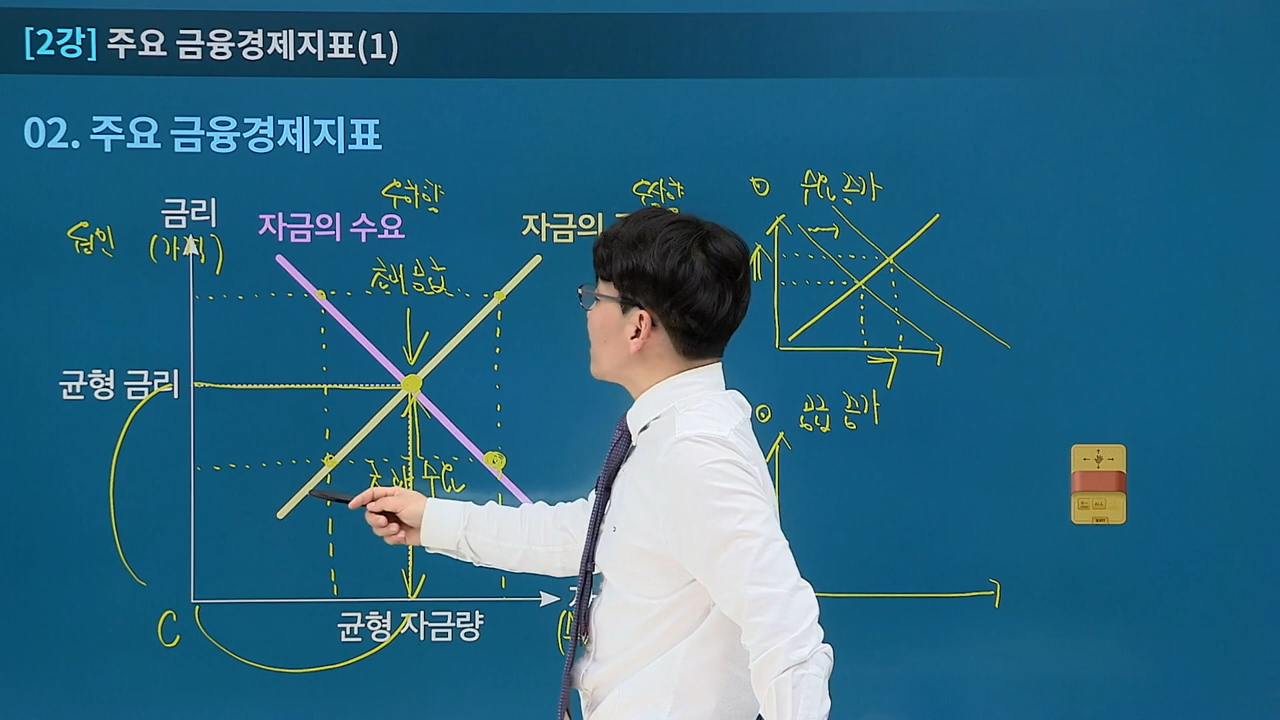 [2강] 주요 금융경제지표(1)
02. 주요 금융경제지표
우하향
우상향
① 수요 증가
금리
자금의 수요
자금의
원인
(가격)
초과 공급
균형 금리
② 공급 증가
초과 수요
균형 자금량